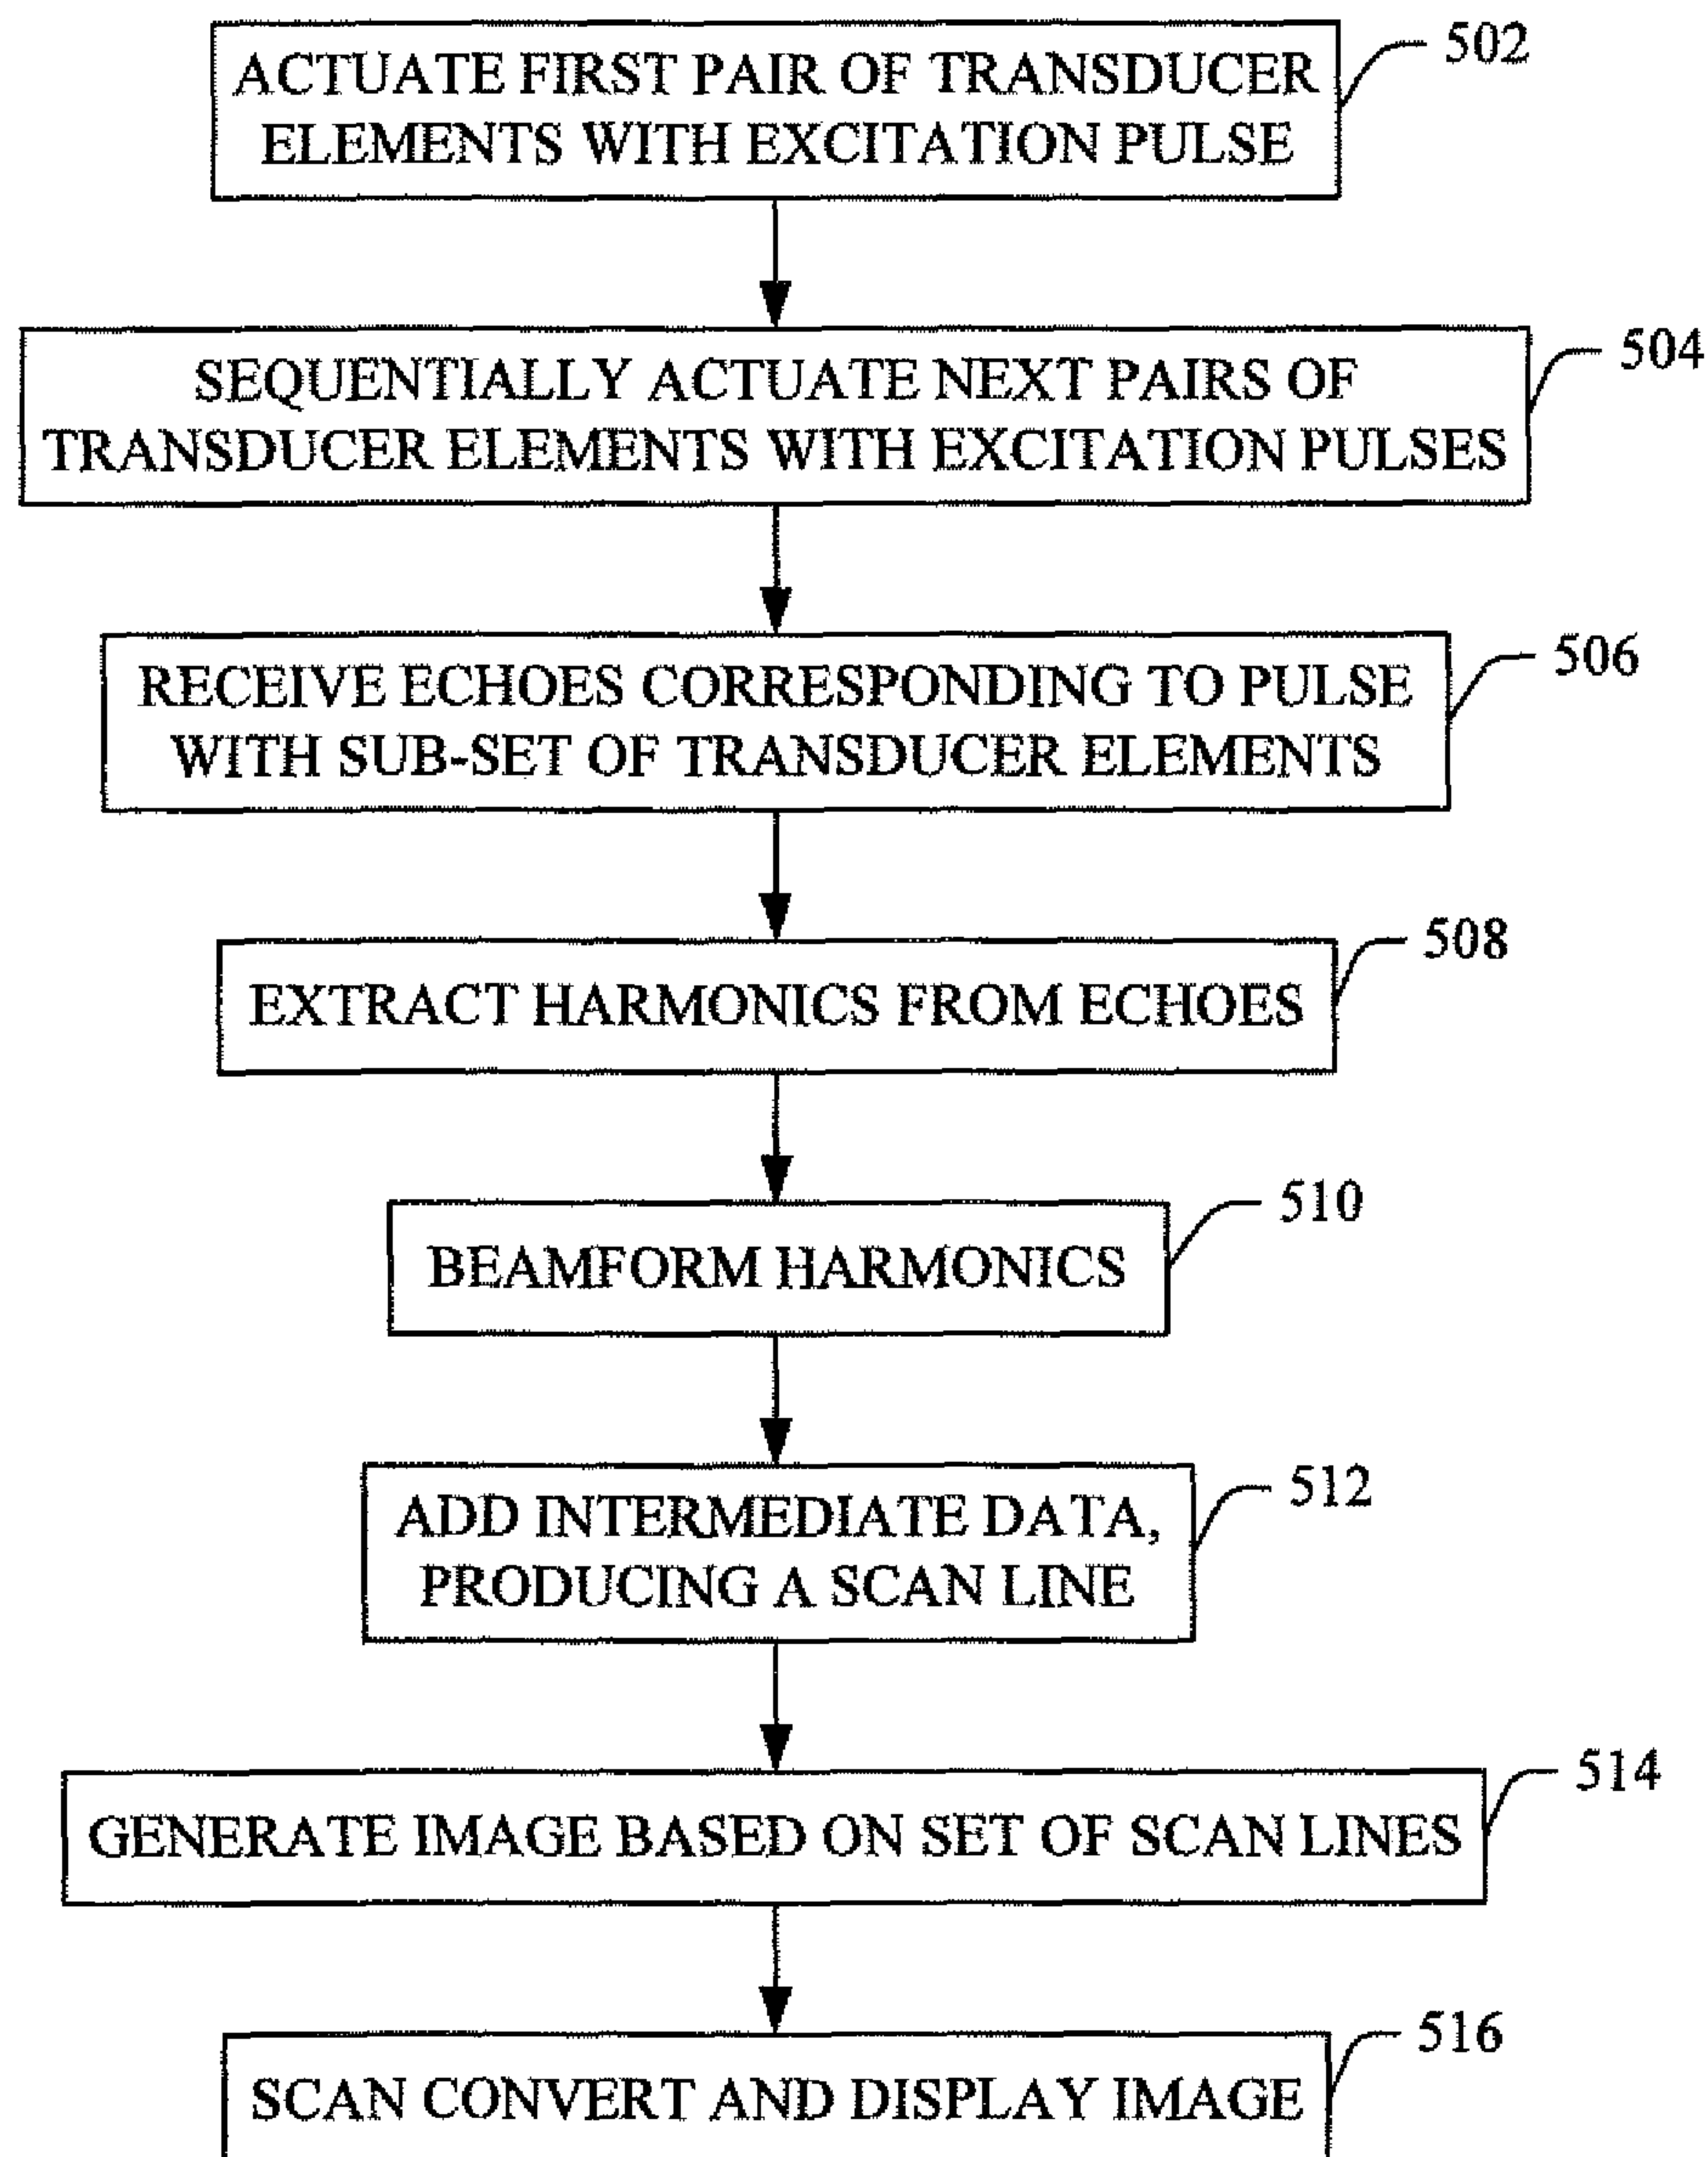 502
ACTUATE FIRST PAIR OF TRANSDUCER
ELEMENTS WITH EXCITATION PULSE
504
SEQUENTIALLY ACTUATE NEXT PAIRS OF
TRANSDUCER ELEMENTS WITH EXCITATION PULSES
506
RECEIVE ECHOES CORRESPONDING TO PULSE
WITH SUB-SET OF TRANSDUCER ELEMENTS
508
EXTRACT HARMONICS FROM ECHOES
510
BEAMFORM HARMONICS
512
ADD INTERMEDIATE DATA,
PRODUCING A SCAN LINE
514
GENERATE IMAGE BASED ON SET OF SCAN LINES
516
SCAN CONVERT AND DISPLAY IMAGE